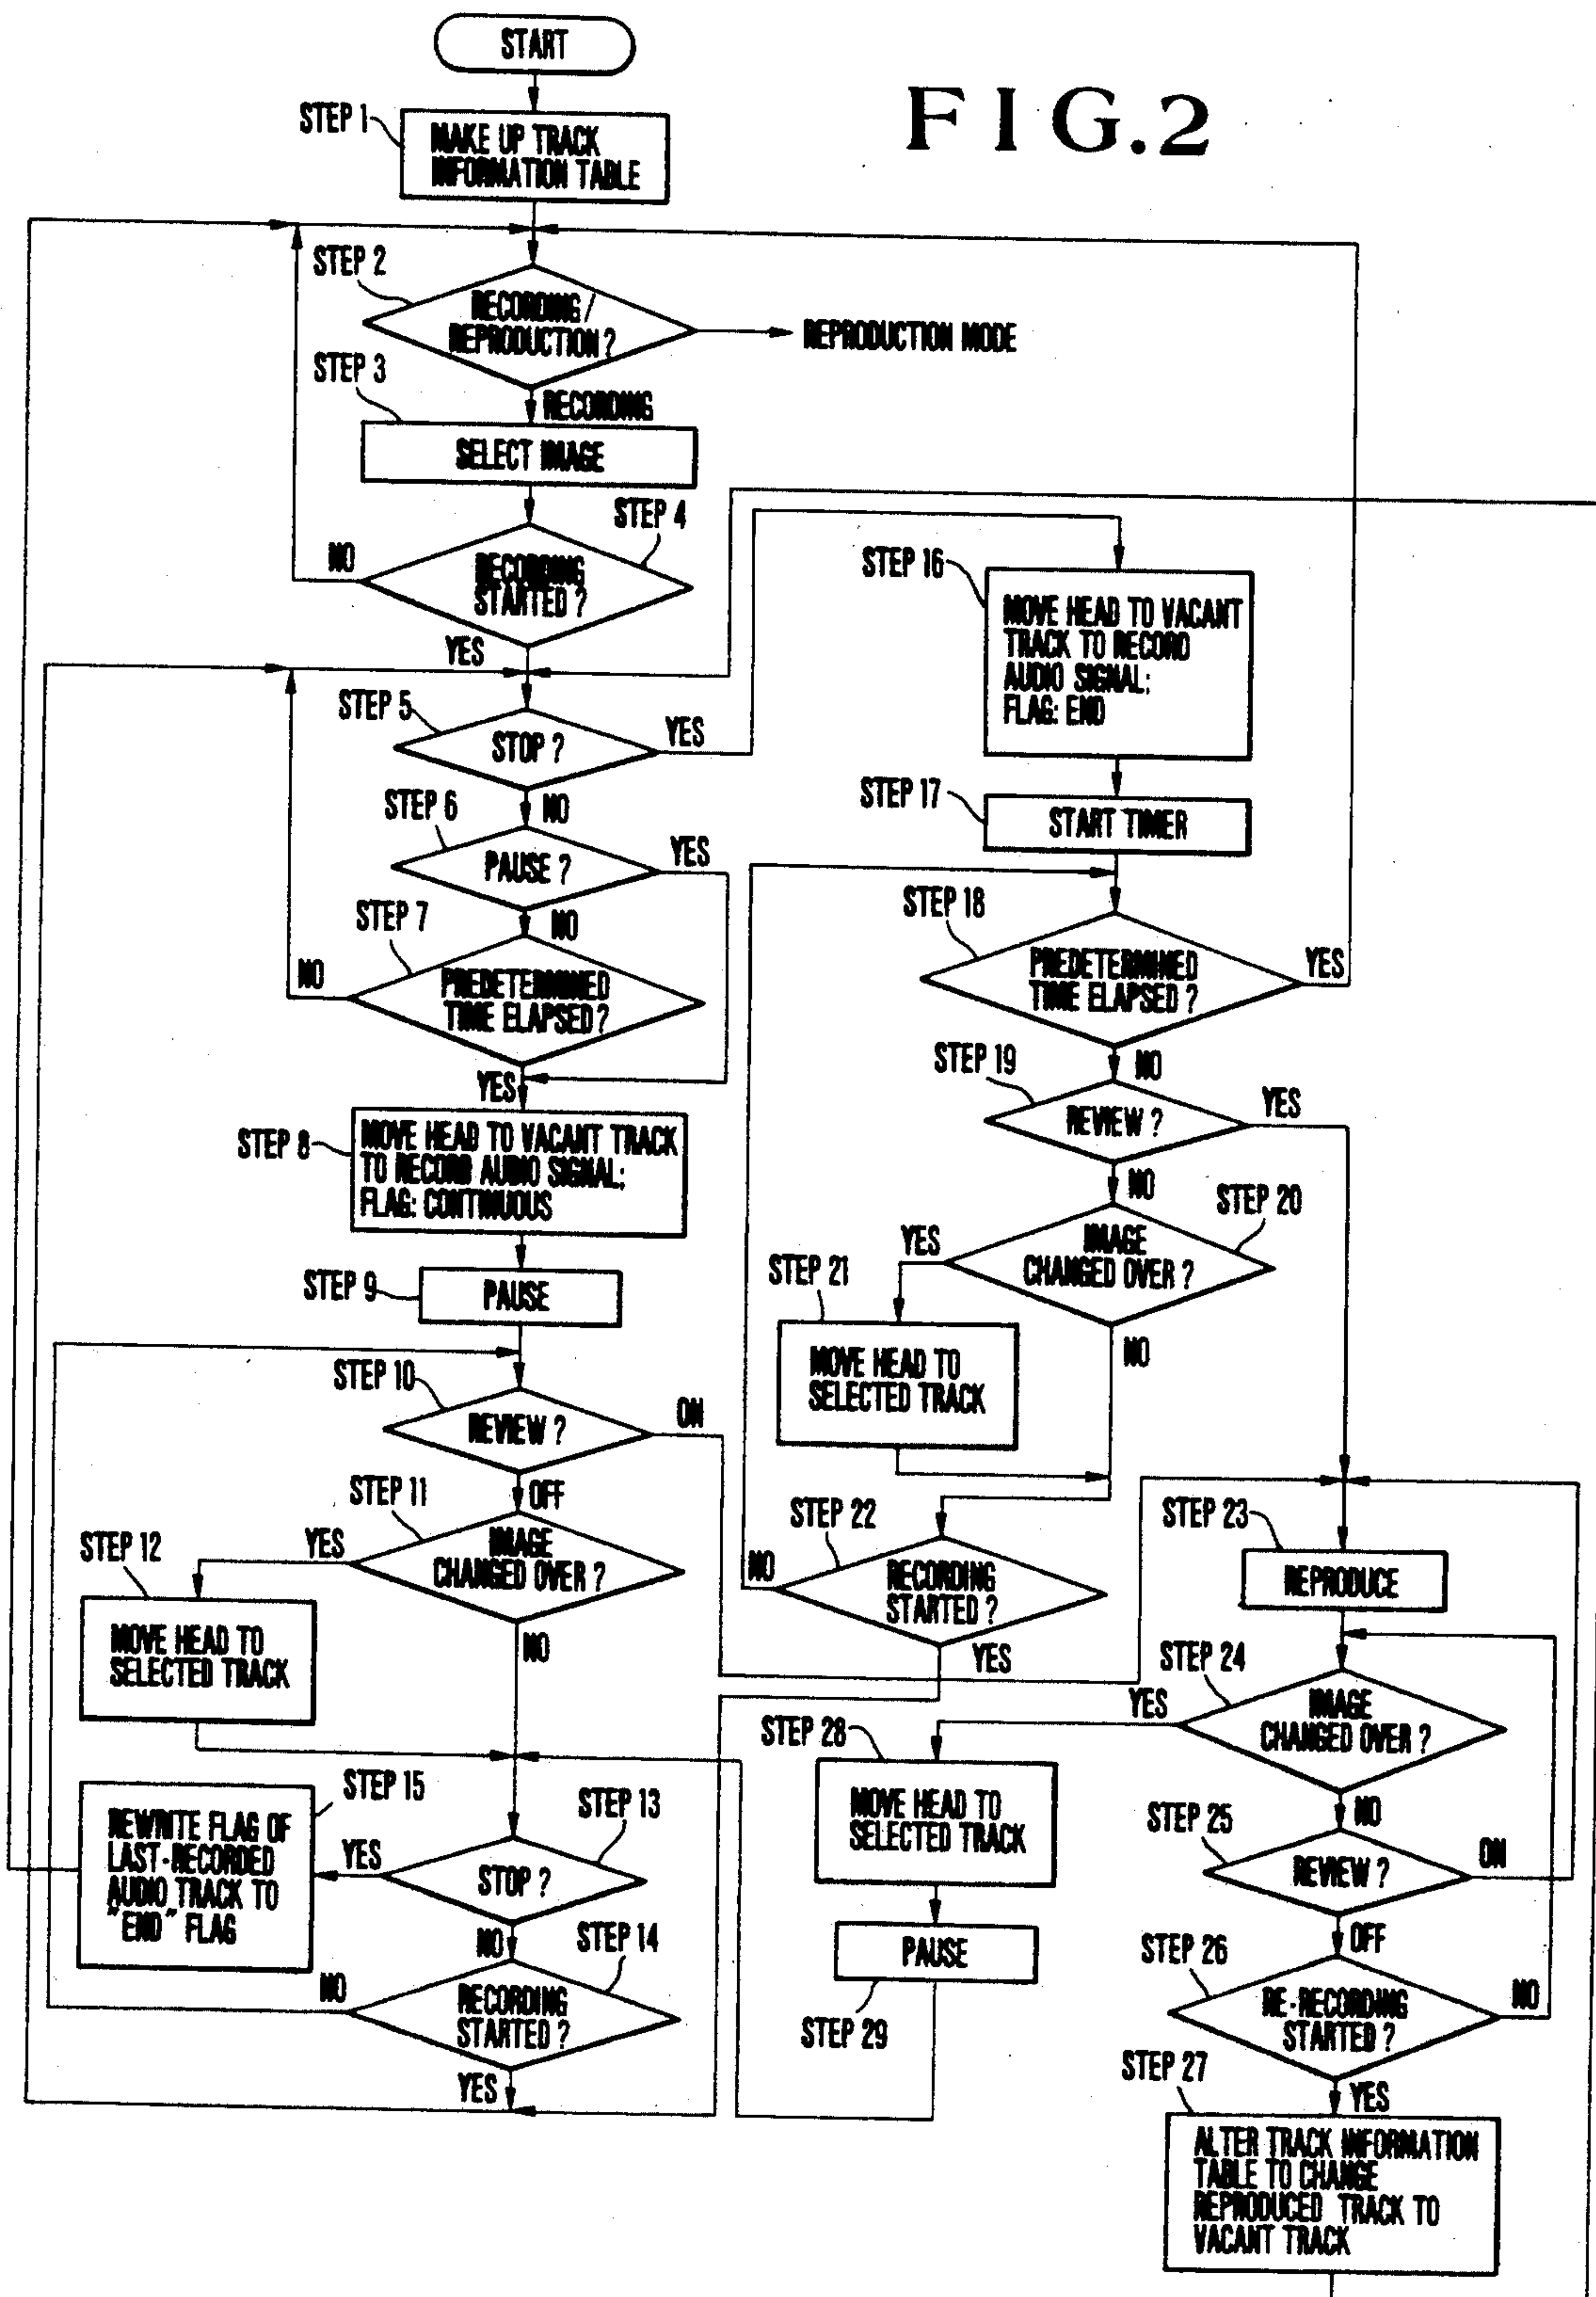 START
FIG.2
STEP 1
MAKE UP TRACK
INFORMATION TABLE
STEP 2
RECORDING/
REPRODUCTION?
REPRODUCTION MODE
RECORDING
STEP 3
SELECT IMAGE
STEP 4
RECORDING
STARTED?
NO
YES
STEP 5
STOP?
YES
NO
STEP 6
PAUSE?
YES
NO
STEP 7
PREDETERMINED
TIME ELAPSED?
NO
YES
STEP 8
MOVE HEAD TO VACANT TRACK
TO RECORD AUDIO SIGNAL;
FLAG: CONTINUOUS
STEP 9
PAUSE
STEP 10
REVIEW?
ON
OFF
STEP 11
IMAGE
CHANGED OVER?
YES
NO
STEP 12
MOVE HEAD TO
SELECTED TRACK
STEP 13
STOP?
YES
NO
STEP 15
REWRITE FLAG OF
LAST-RECORDED
AUDIO TRACK TO
"END" FLAG
STEP 14
RECORDING
STARTED?
NO
YES
STEP 16
MOVE HEAD TO VACANT
TRACK TO RECORD
AUDIO SIGNAL;
FLAG: END
STEP 17
START TIMER
STEP 18
PREDETERMINED
TIME ELAPSED?
YES
NO
STEP 19
REVIEW?
YES
NO
STEP 20
IMAGE
CHANGED OVER?
YES
NO
STEP 21
MOVE HEAD TO
SELECTED TRACK
STEP 22
RECORDING
STARTED?
NO
YES
STEP 23
REPRODUCE
STEP 24
IMAGE
CHANGED OVER?
YES
NO
STEP 25
REVIEW?
ON
OFF
STEP 26
RE-RECORDING
STARTED?
NO
YES
STEP 27
ALTER TRACK INFORMATION
TABLE TO CHANGE
REPRODUCED TRACK TO
VACANT TRACK
STEP 28
MOVE HEAD TO
SELECTED TRACK
PAUSE
STEP 29